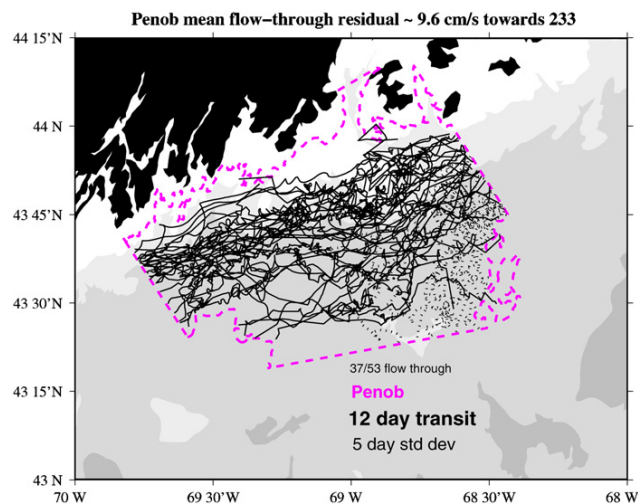 Penob mean flow−through residual ~ 9.6 cm/s towards 233
44 15'N
44 N
43 45'N
43 30'N
43 15'N
43 N
37/53 flow through
Penob
12 day transit
5 day std dev
70 W
69 30'W
69 W
68 30'W
68 W